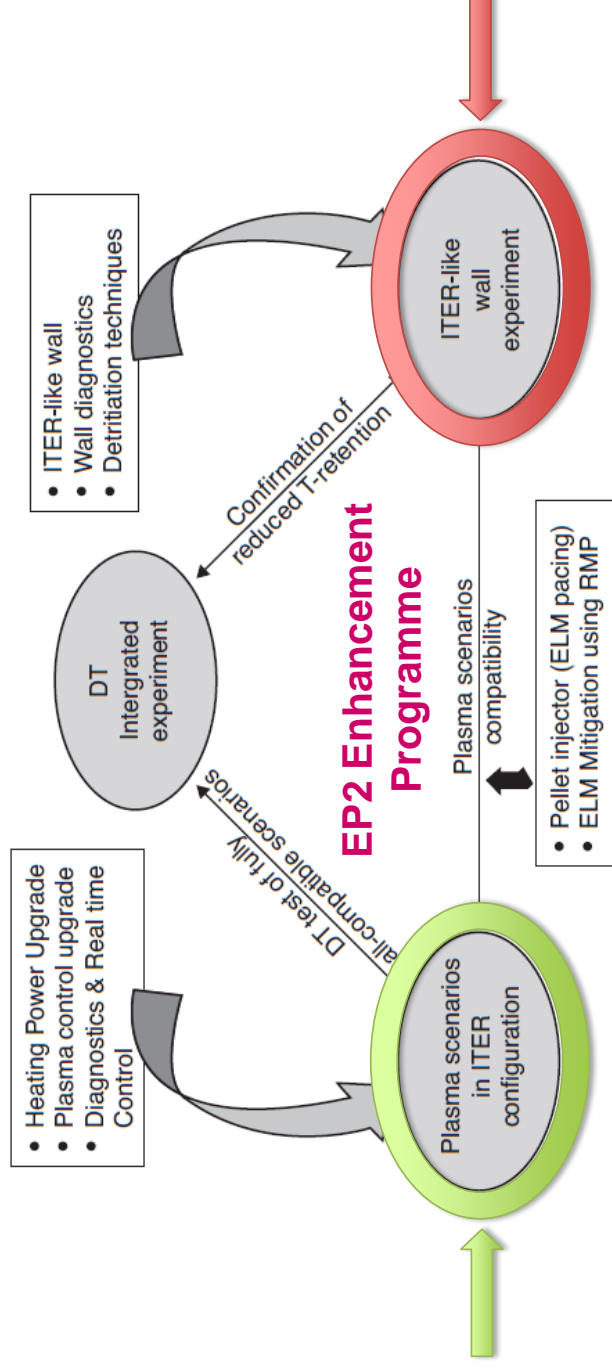 • Heating Power Upgrade
• Plasma control upgrade
• Diagnostics & Real time
Control
DT
Intergrated
experiment
• ITER-like wall
• Wall diagnostics
• Detritiation techniques
DT test of fully
all-compatible scenarios
Confirmation of
reduced T-retention
EP2 Enhancement
Programme
Plasma scenarios
in ITER
configuration
Plasma scenarios
compatibility
ITER-like
wall
experiment
• Pellet injector (ELM pacing)
• ELM Mitigation using RMP